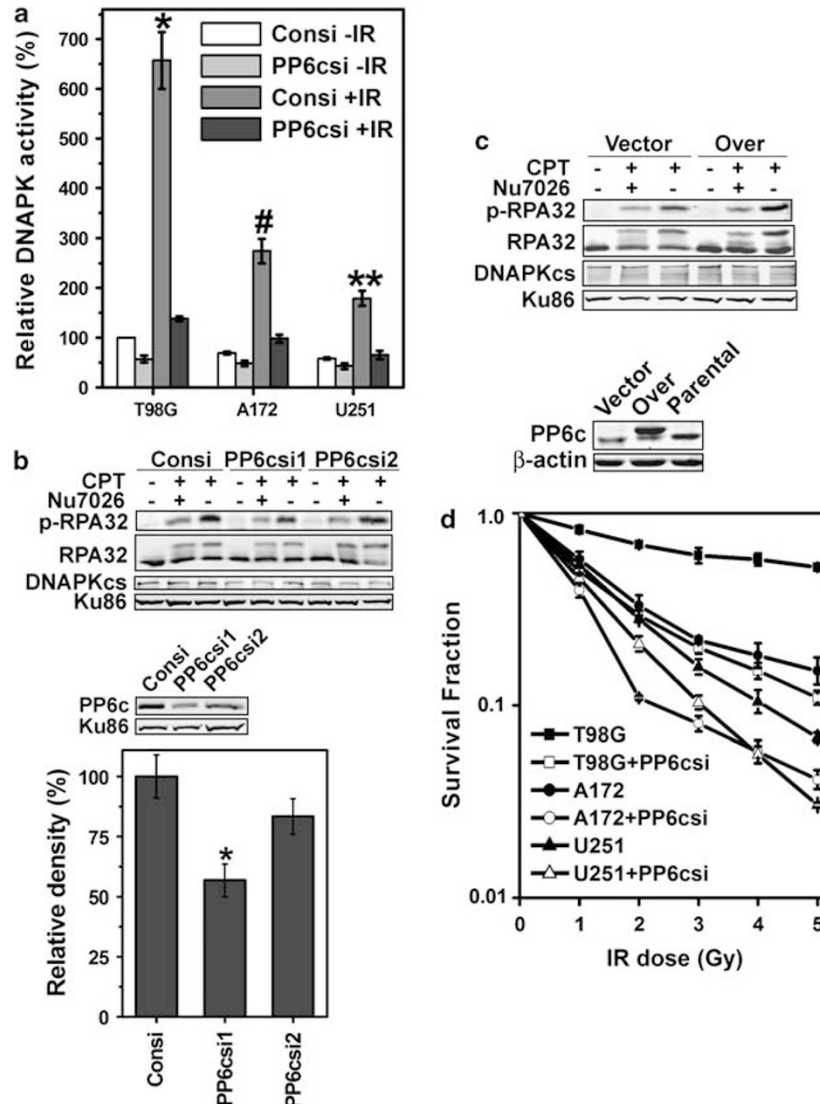 a
Relative DNAPK activity (%)
700
650
600
300
250
200
150
100
50
0
*
#
**
Consi -IR
PP6csi -IR
Consi +IR
PP6csi +IR
T98G A172 U251
b
Consi PP6csi1 PP6csi2
CPT - + + - + + - + +
Nu7026 - + - - + - - + -
p-RPA32
RPA32
DNAPKcs
Ku86
Consi PP6csi1 PP6csi2
PP6c
Ku86
Relative density (%)
100
75
50
25
0
*
Consi PP6csi1 PP6csi2
c
Vector Over
CPT - + + - + +
Nu7026 - + - - + -
p-RPA32
RPA32
DNAPKcs
Ku86
Vector Over Parental
PP6c
β-actin
d
Survival Fraction
1.0
0.1
0.01
T98G
T98G+PP6csi
A172
A172+PP6csi
U251
U251+PP6csi
0 1 2 3 4 5
IR dose (Gy)